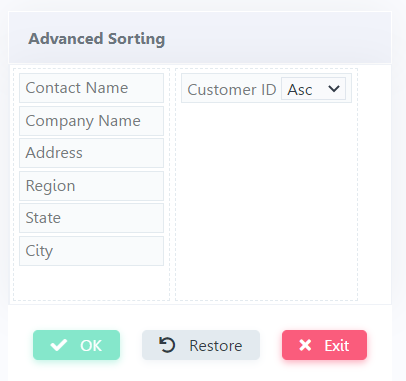 Advanced Sorting
Contact Name
Company Name
Address
Region
State
City
Customer ID Asc
OK Restore Exit